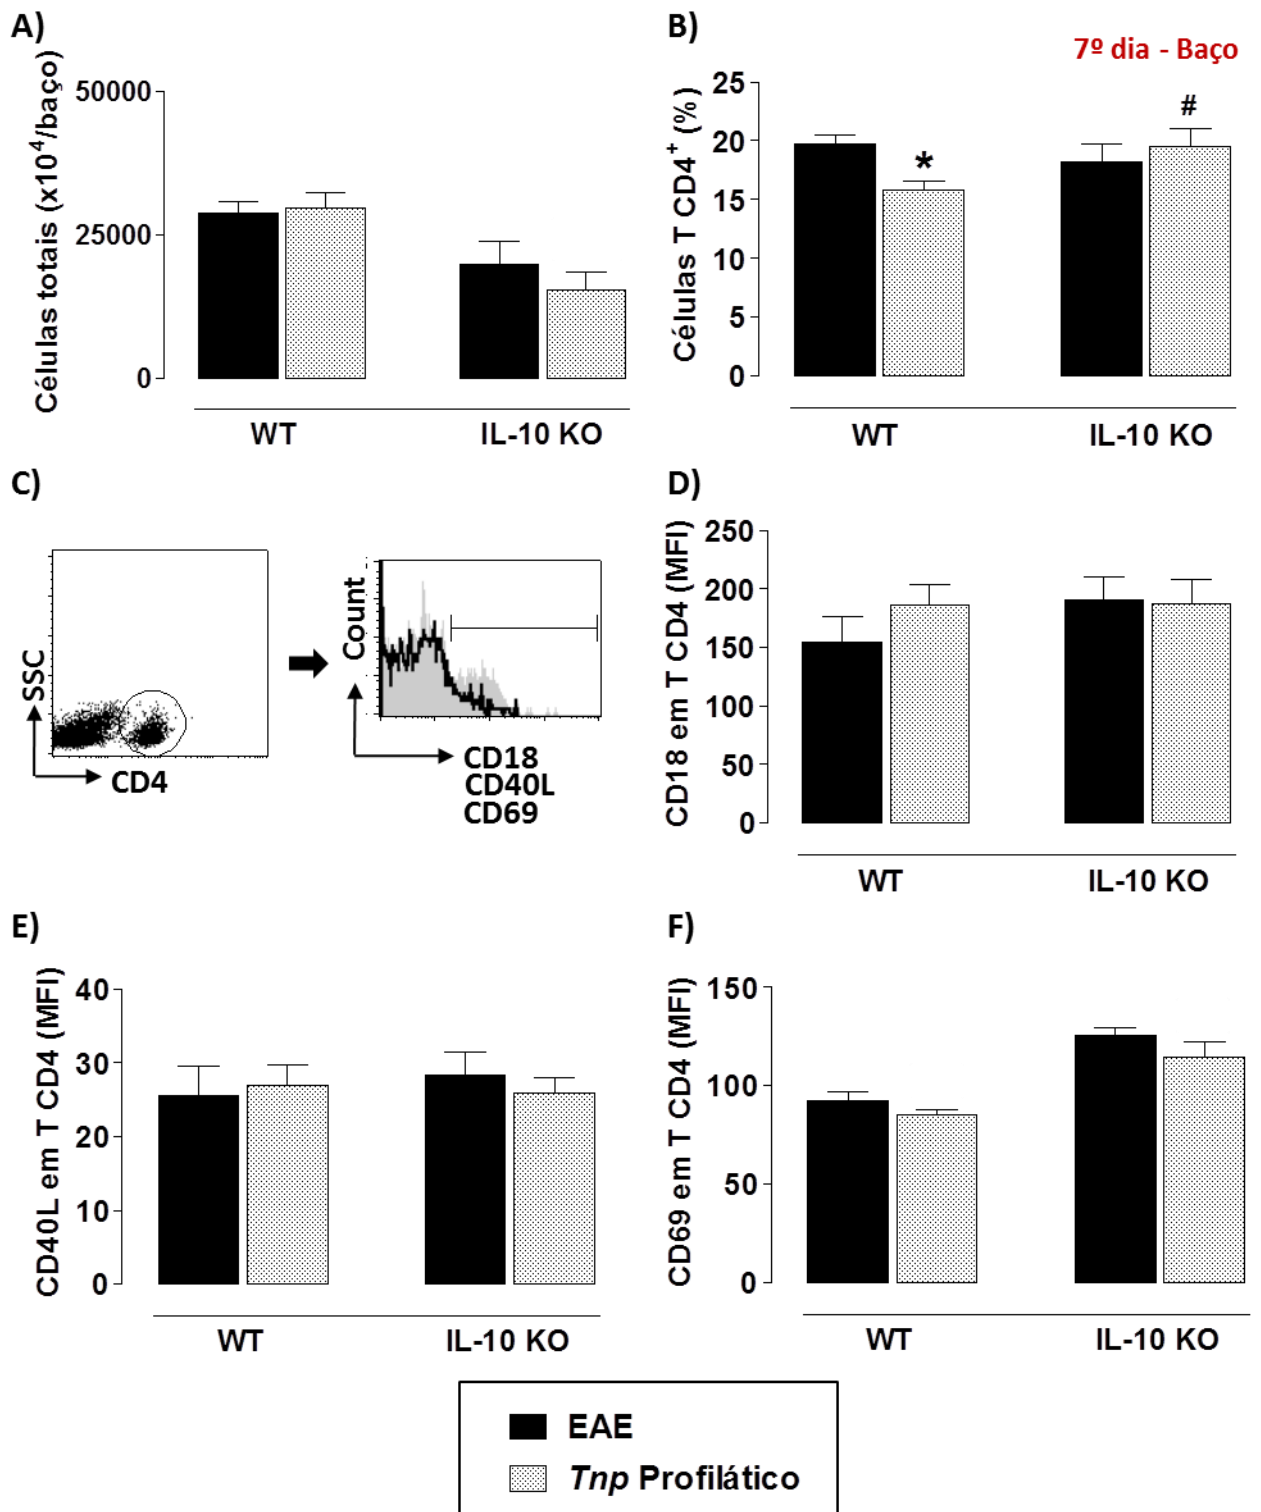 A)
Células totais (x10⁴/baço)
50000
25000
0
WT
IL-10 KO
B)
7º dia - Baço
Células T CD4⁺ (%)
25
20
15
10
5
0
*
#
WT
IL-10 KO
C)
SSC
CD4
Count
CD18
CD40L
CD69
D)
CD18 em T CD4 (MFI)
250
200
150
100
50
0
WT
IL-10 KO
E)
CD40L em T CD4 (MFI)
40
30
20
10
0
WT
IL-10 KO
F)
CD69 em T CD4 (MFI)
150
100
50
0
WT
IL-10 KO
EAE
Tnp Profilático